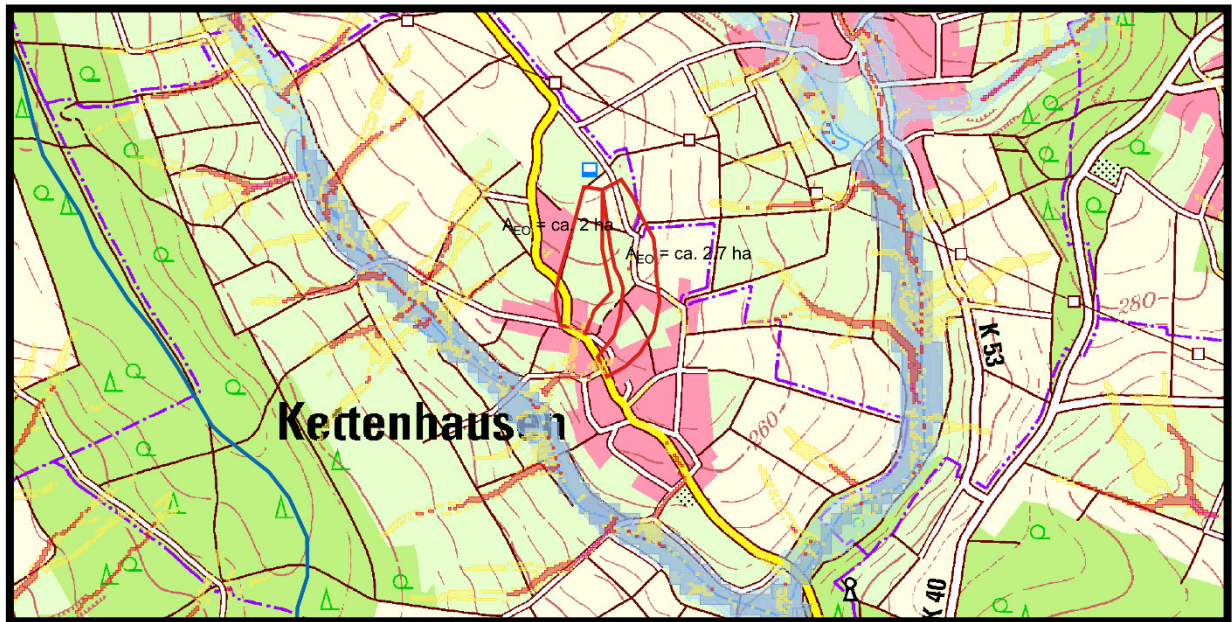 A_EO = ca. 2 ha
A_EO = ca. 2,7 ha
280
K 53
Kettenhausen
260
K 40